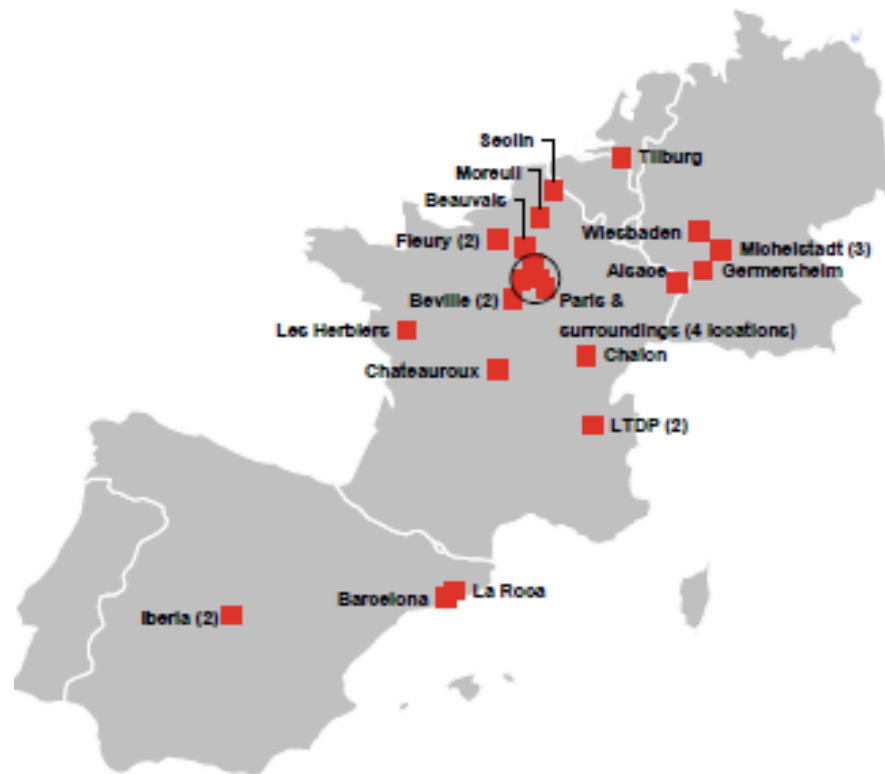 Seclin
Tilburg
Moreuil
Beauvais
Wiesbaden
Fleury (2)
Michelstadt (3)
Alsace
Germersheim
Beville (2)
Paris &
surroundings (4 locations)
Les Herbiers
Chalon
Chateauroux
LTDP (2)
La Roca
Barcelona
Iberia (2)